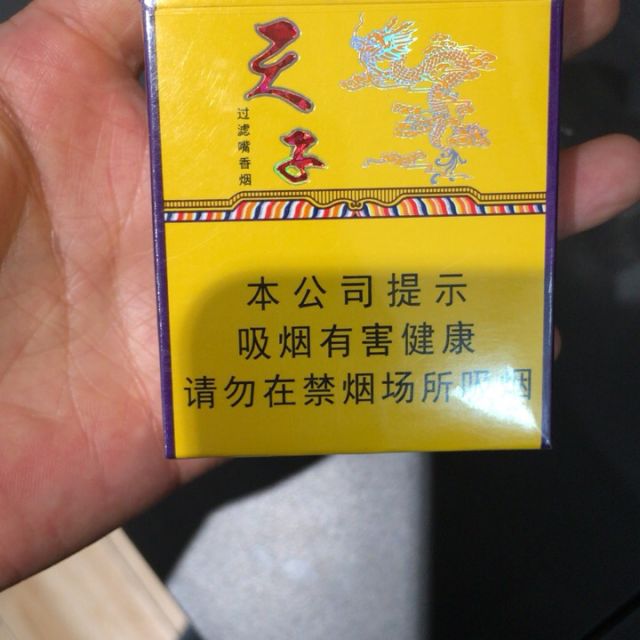 天子
过滤嘴香烟
本公司提示
吸烟有害健康
请勿在禁烟场所吸烟